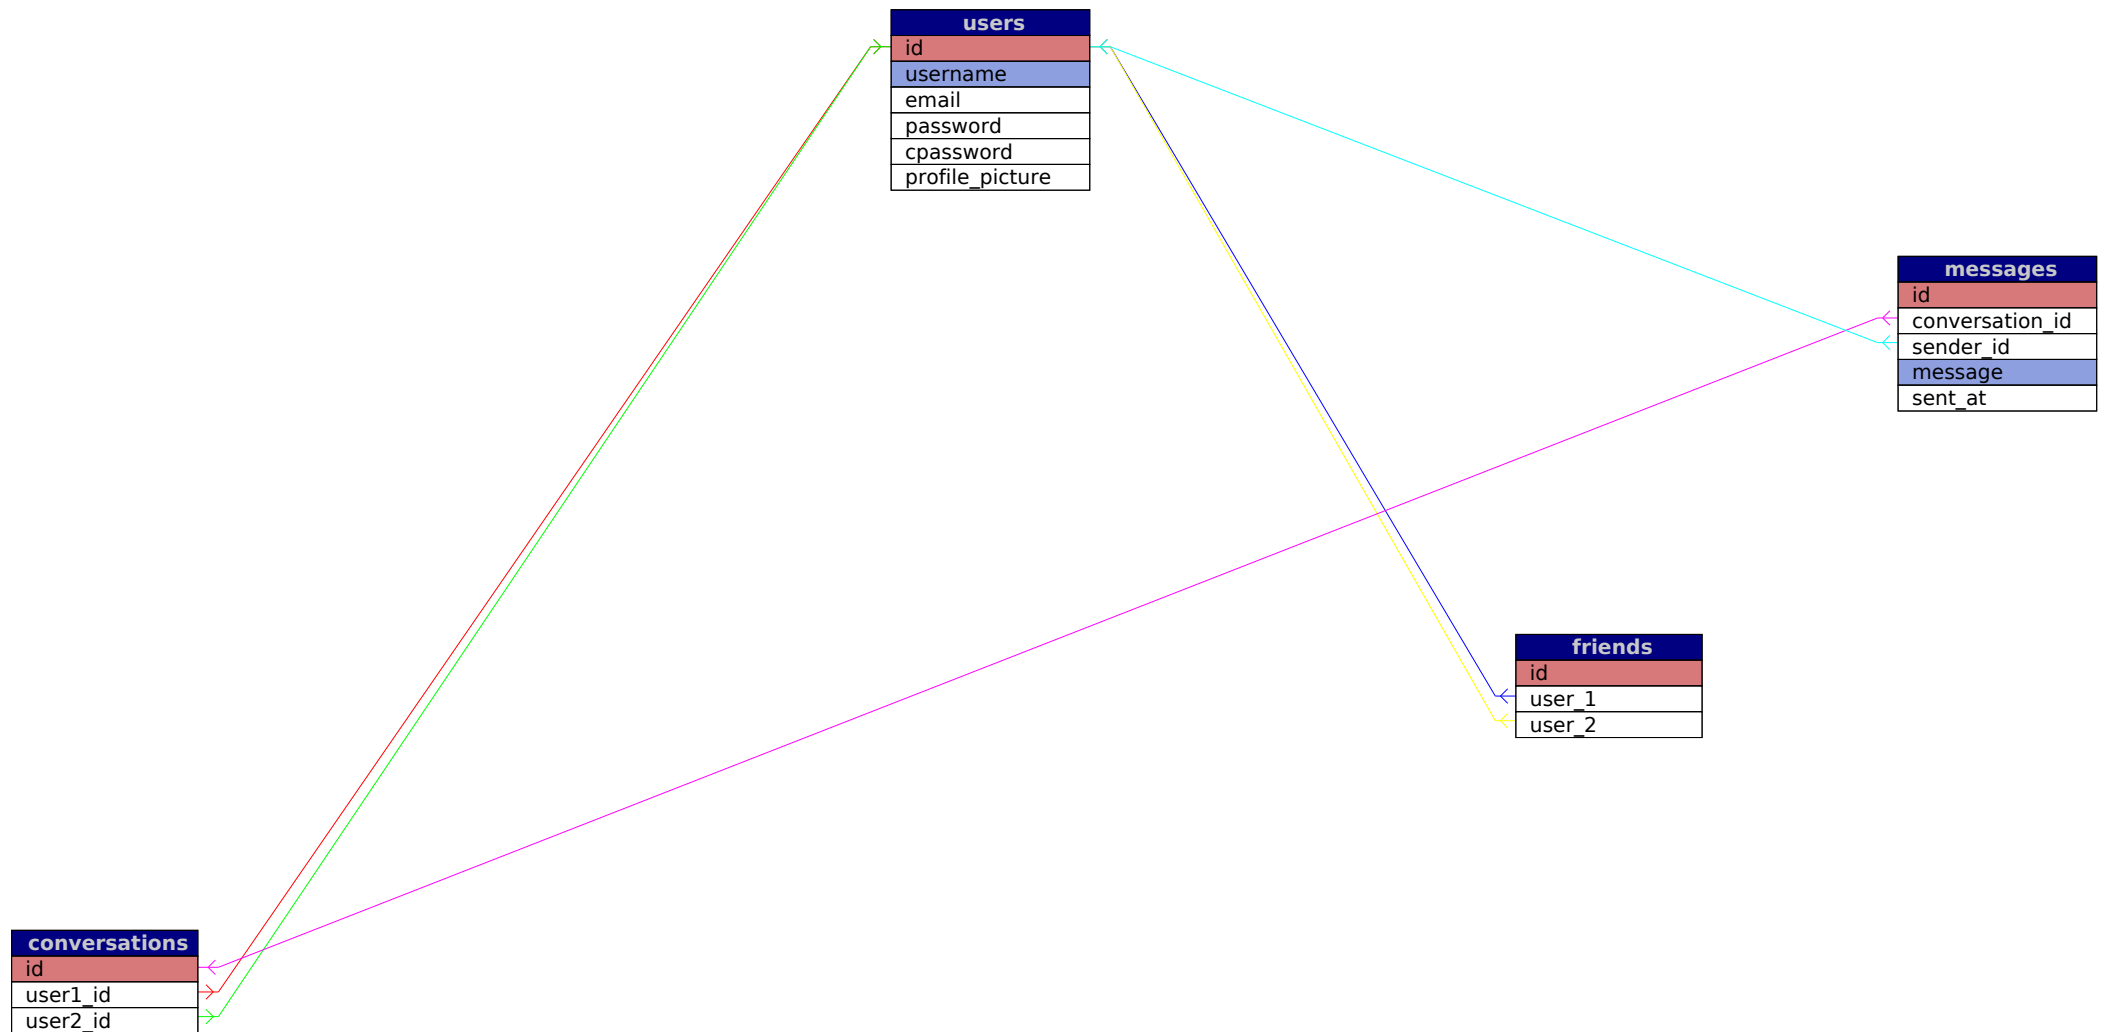 users
id
username
email
password
cpassword
profile_picture
messages
id
conversation_id
sender_id
message
sent_at
friends
id
user_1
user_2
conversations
id
user1_id
user2_id